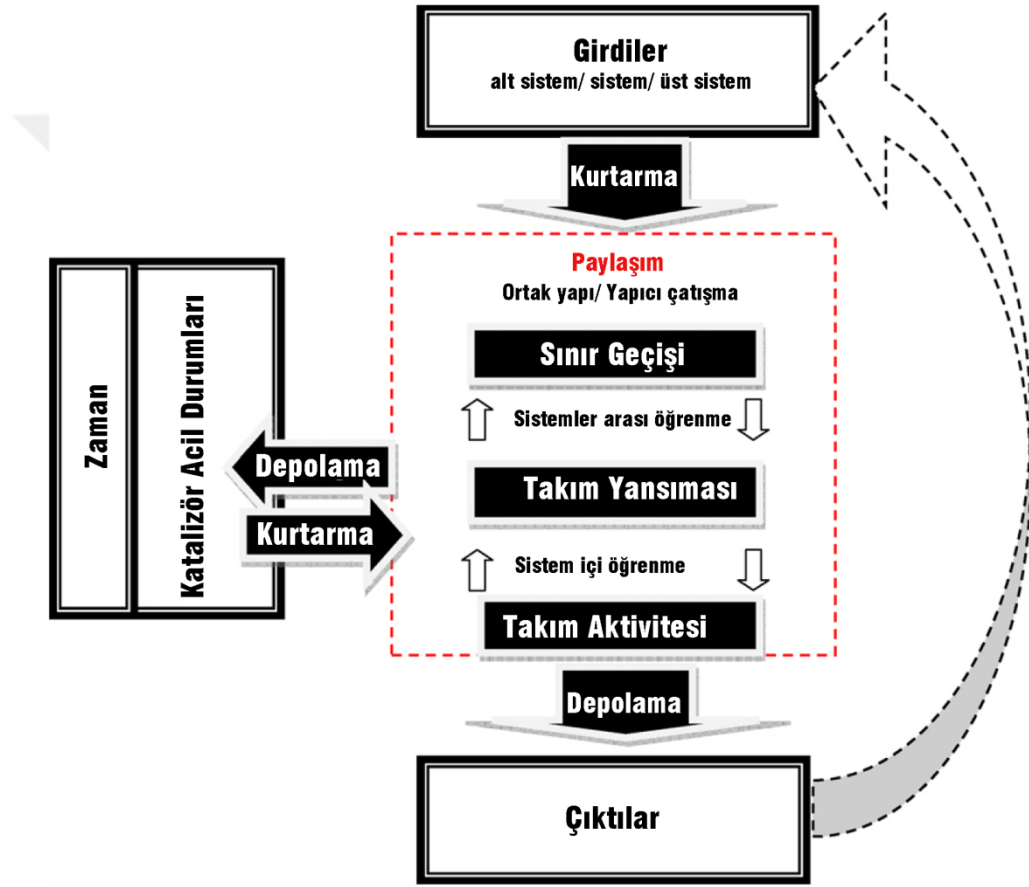 Girdiler
alt sistem/ sistem/ üst sistem
Kurtarma
Paylaşım
Ortak yapı/ Yapıcı çatışma
Sınır Geçişi
Sistemler arası öğrenme
Takım Yansıması
Sistem içi öğrenme
Takım Aktivitesi
Zaman
Katalizör Acil Durumları
Depolama
Kurtarma
Depolama
Çıktılar